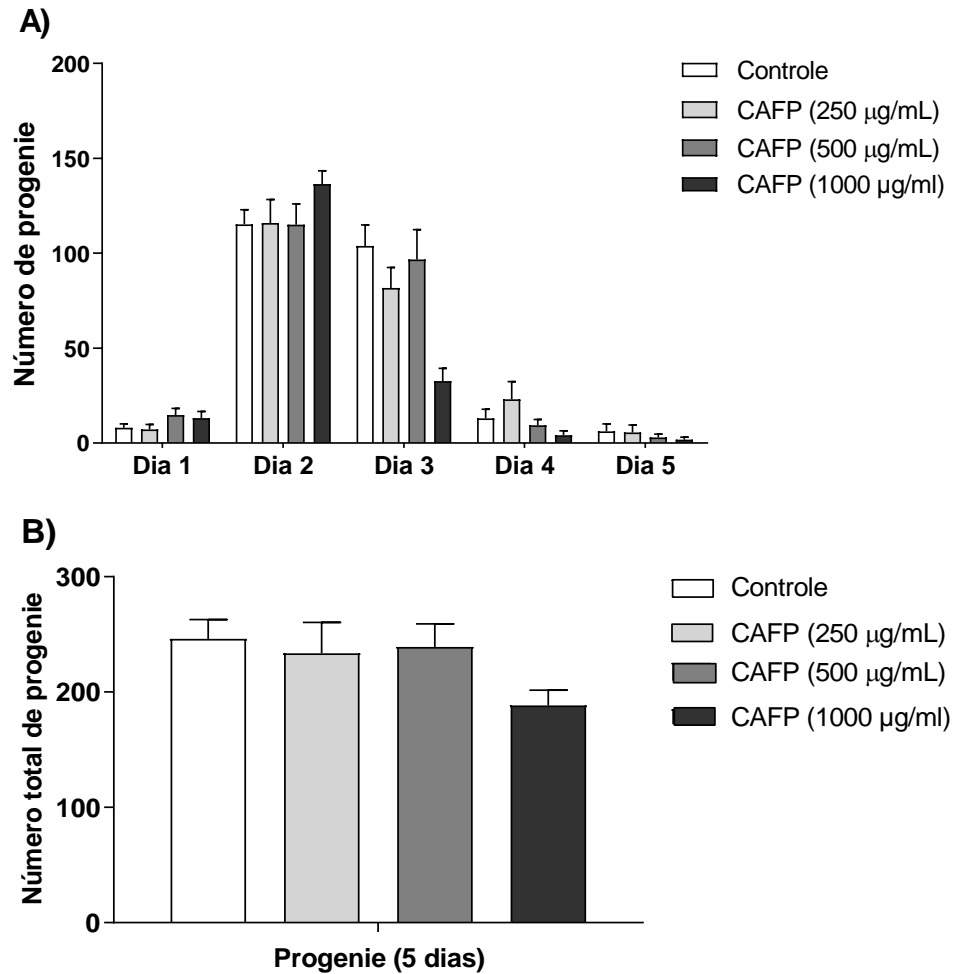 A)
200
150
100
50
0
Número de progenie
Dia 1
Dia 2
Dia 3
Dia 4
Dia 5
Controle
CAFP (250 μg/mL)
CAFP (500 μg/mL)
CAFP (1000 µg/ml)
B)
300
200
100
0
Número total de progenie
Progenie (5 dias)
Controle
CAFP (250 μg/mL)
CAFP (500 μg/mL)
CAFP (1000 µg/ml)